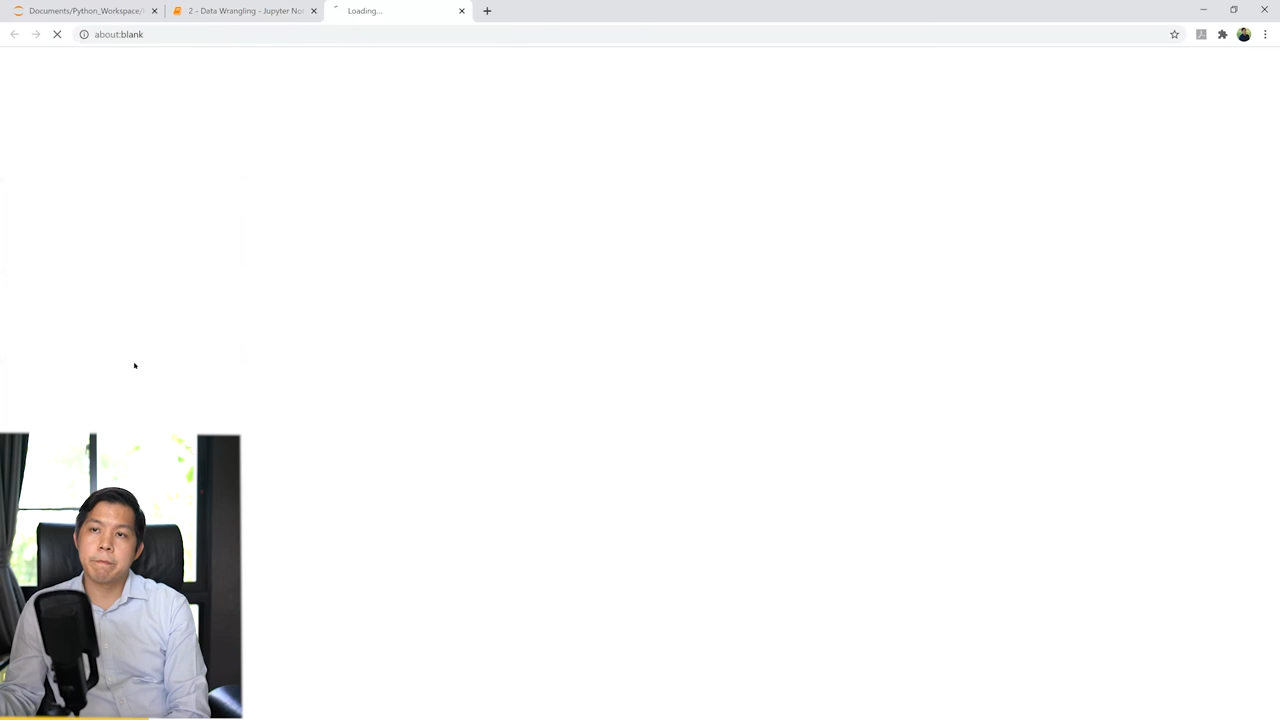 Documents/Python_Workspace/
2 - Data Wrangling - Jupyter No
Loading...
about:blank